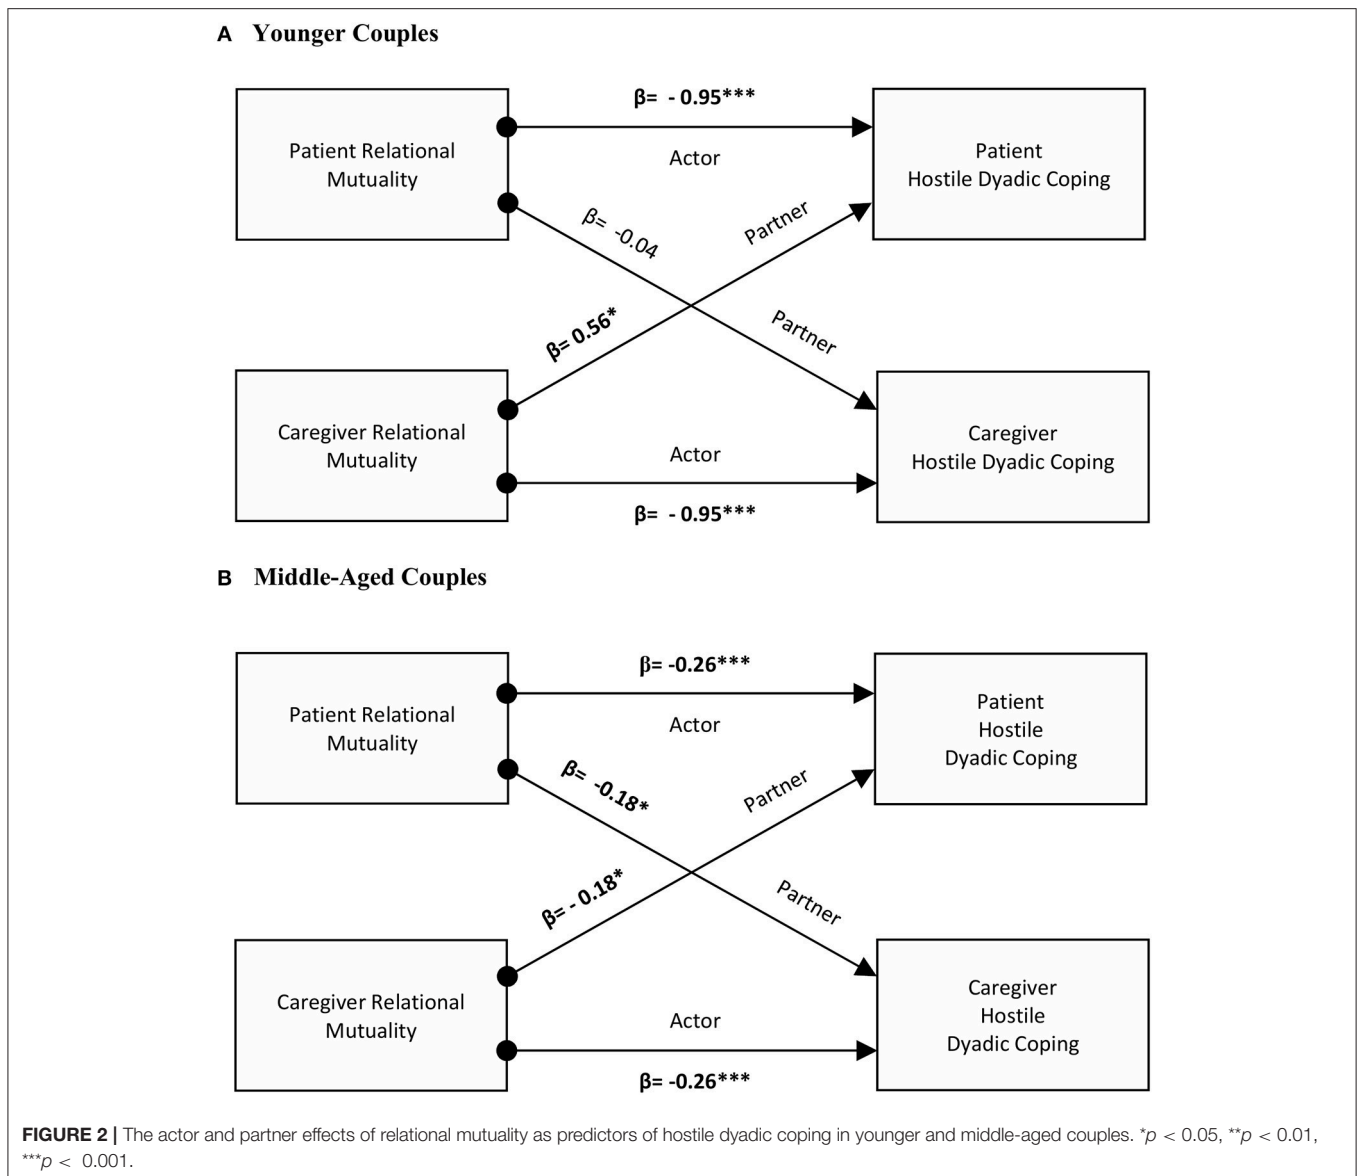 A Younger Couples
β= - 0.95***
Patient Relational
Mutuality
Actor
Patient
Hostile Dyadic Coping
β= -0.04
Partner
β= 0.56*
Partner
Caregiver Relational
Mutuality
Actor
β= - 0.95***
Caregiver
Hostile Dyadic Coping
B Middle-Aged Couples
β= -0.26***
Patient Relational
Mutuality
Actor
Patient
Hostile
Dyadic Coping
β= -0.18*
Partner
β= - 0.18*
Partner
Caregiver Relational
Mutuality
Actor
β= -0.26***
Caregiver
Hostile
Dyadic Coping
FIGURE 2 | The actor and partner effects of relational mutuality as predictors of hostile dyadic coping in younger and middle-aged couples. *p < 0.05, **p < 0.01,
***p < 0.001.